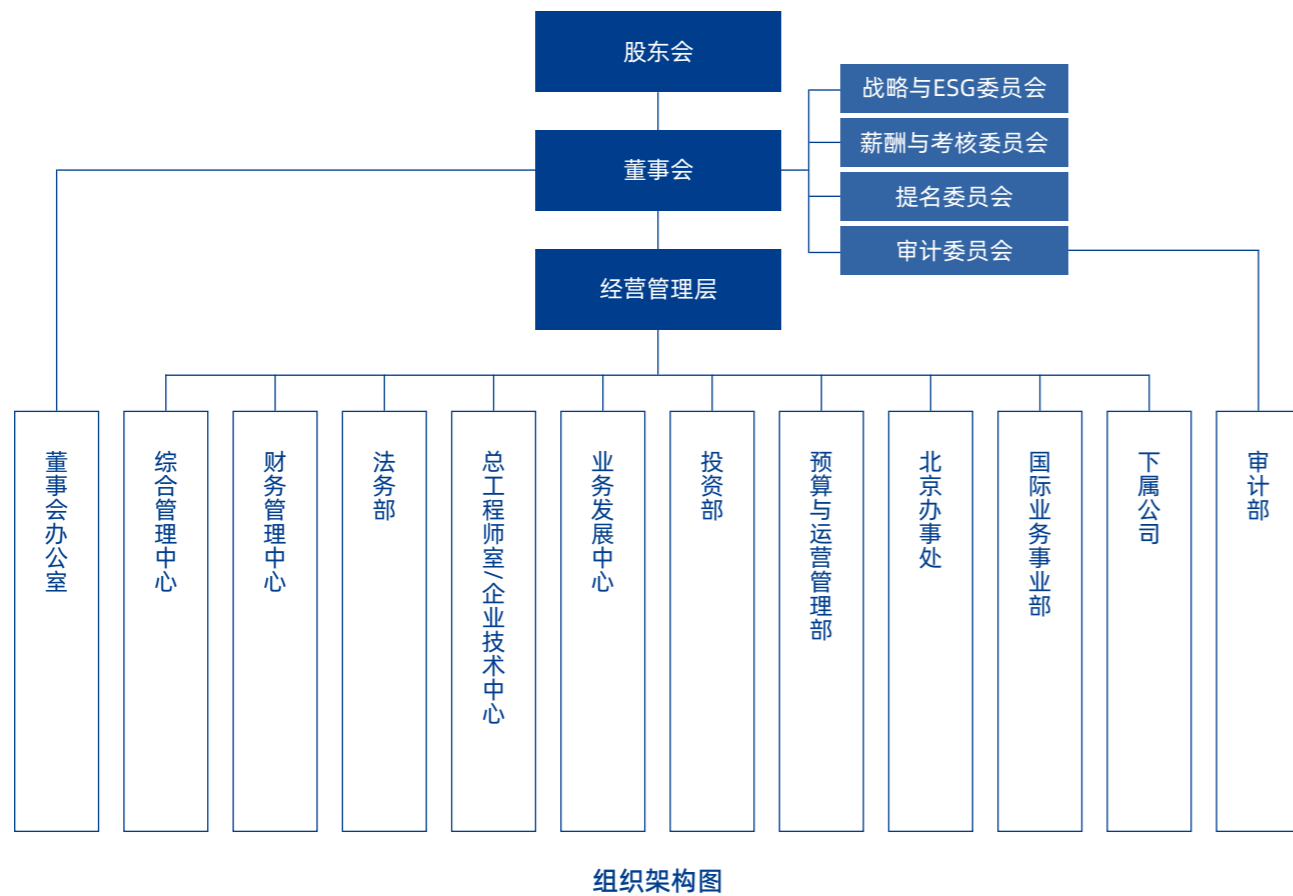 股东会
董事会
经营管理层
战略与ESG委员会
薪酬与考核委员会
提名委员会
审计委员会
董事会办公室
综合管理中心
财务管理中心
法务部
总工程师室/企业技术中心
业务发展中心
投资部
预算与运营管理部
北京办事处
国际业务事业部
下属公司
审计部
组织架构图